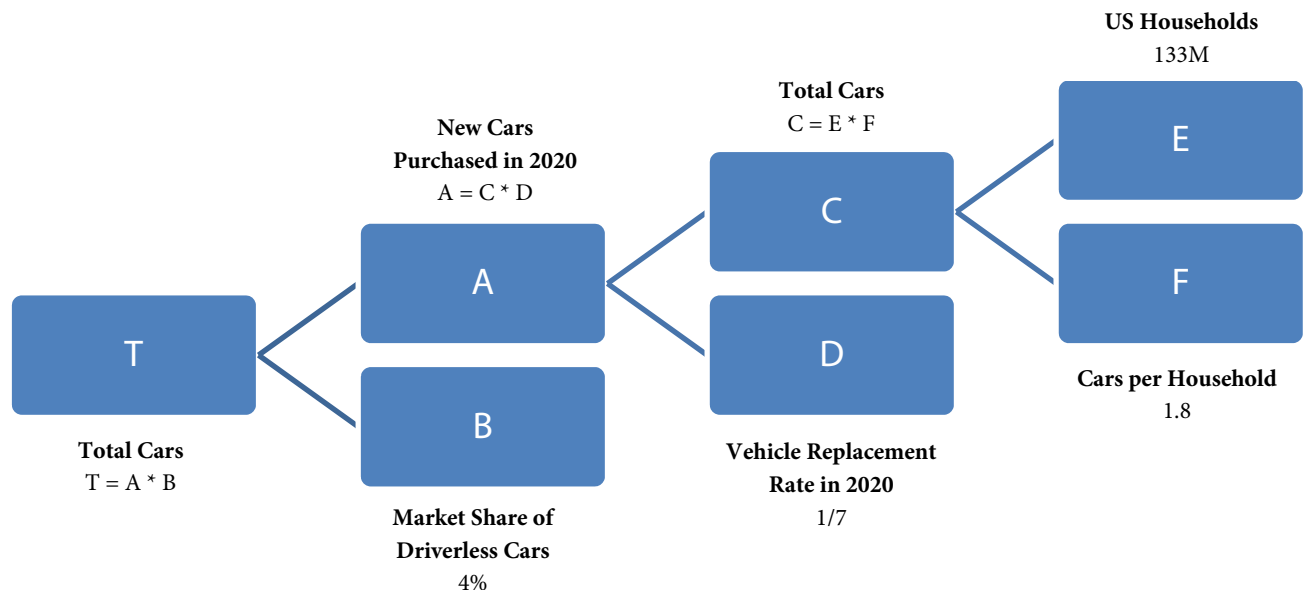 US Households
133M
E
Total Cars
C = E * F
C
New Cars
Purchased in 2020
A = C * D
A
F
Cars per Household
1.8
T
Total Cars
T = A * B
D
Vehicle Replacement
Rate in 2020
1/7
B
Market Share of
Driverless Cars
4%